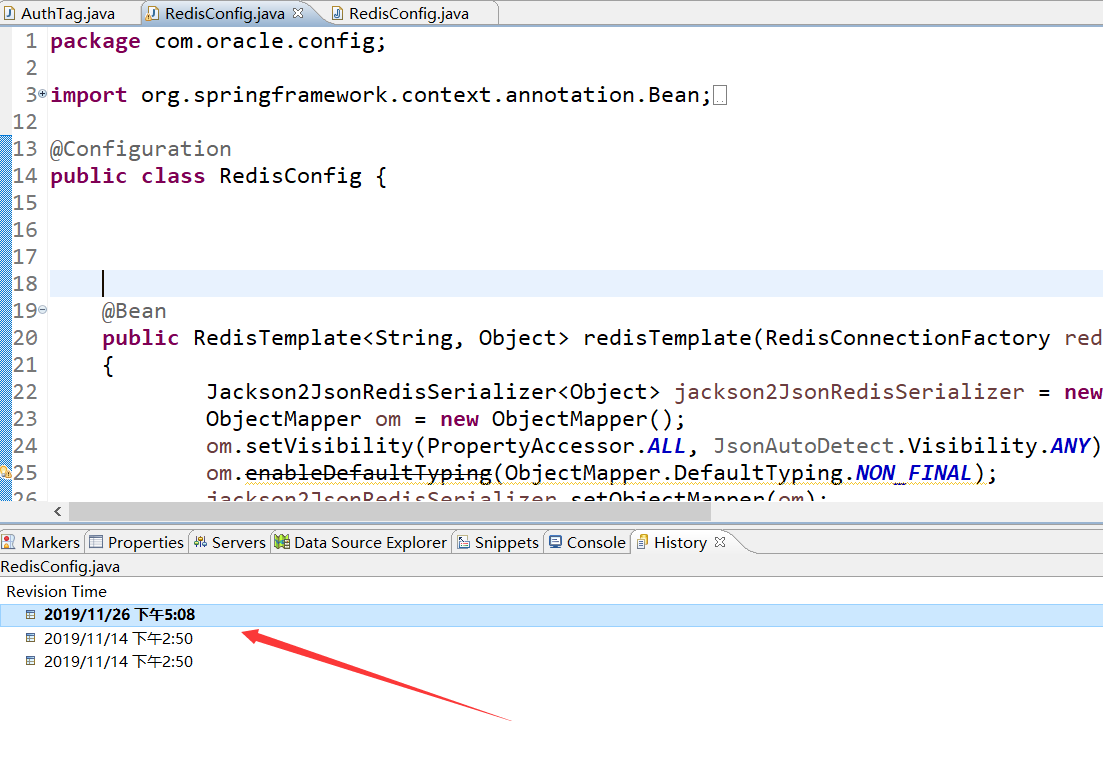 AuthTag.java RedisConfig.java RedisConfig.java
1 package com.oracle.config;
2
3 import org.springframework.context.annotation.Bean;
12
13 @Configuration
14 public class RedisConfig {
15
16
17
18
19 @Bean
20 public RedisTemplate<String, Object> redisTemplate(RedisConnectionFactory red
21 {
22 Jackson2JsonRedisSerializer<Object> jackson2JsonRedisSerializer = new
23 ObjectMapper om = new ObjectMapper();
24 om.setVisibility(PropertyAccessor.ALL, JsonAutoDetect.Visibility.ANY)
25 om.enableDefaultTyping(ObjectMapper.DefaultTyping.NON_FINAL);
26 jackson2JsonRedisSerializer.setObjectMapper(om);
Markers Properties Servers Data Source Explorer Snippets Console History
RedisConfig.java
Revision Time
2019/11/26 下午5:08
2019/11/14 下午2:50
2019/11/14 下午2:50